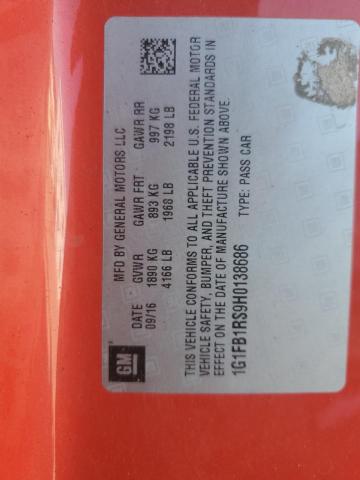 GM
MFD BY GENERAL MOTORS LLC
DATE GVWR GAWR FRT GAWR RR
09/16 1890 KG 893 KG 997 KG
4166 LB 1968 LB 2198 LB
THIS VEHICLE CONFORMS TO ALL APPLICABLE U.S. FEDERAL MOTOR
VEHICLE SAFETY, BUMPER, AND THEFT PREVENTION STANDARDS IN
EFFECT ON THE DATE OF MANUFACTURE SHOWN ABOVE.
1G1FB1RS9H0138686 TYPE: PASS CAR